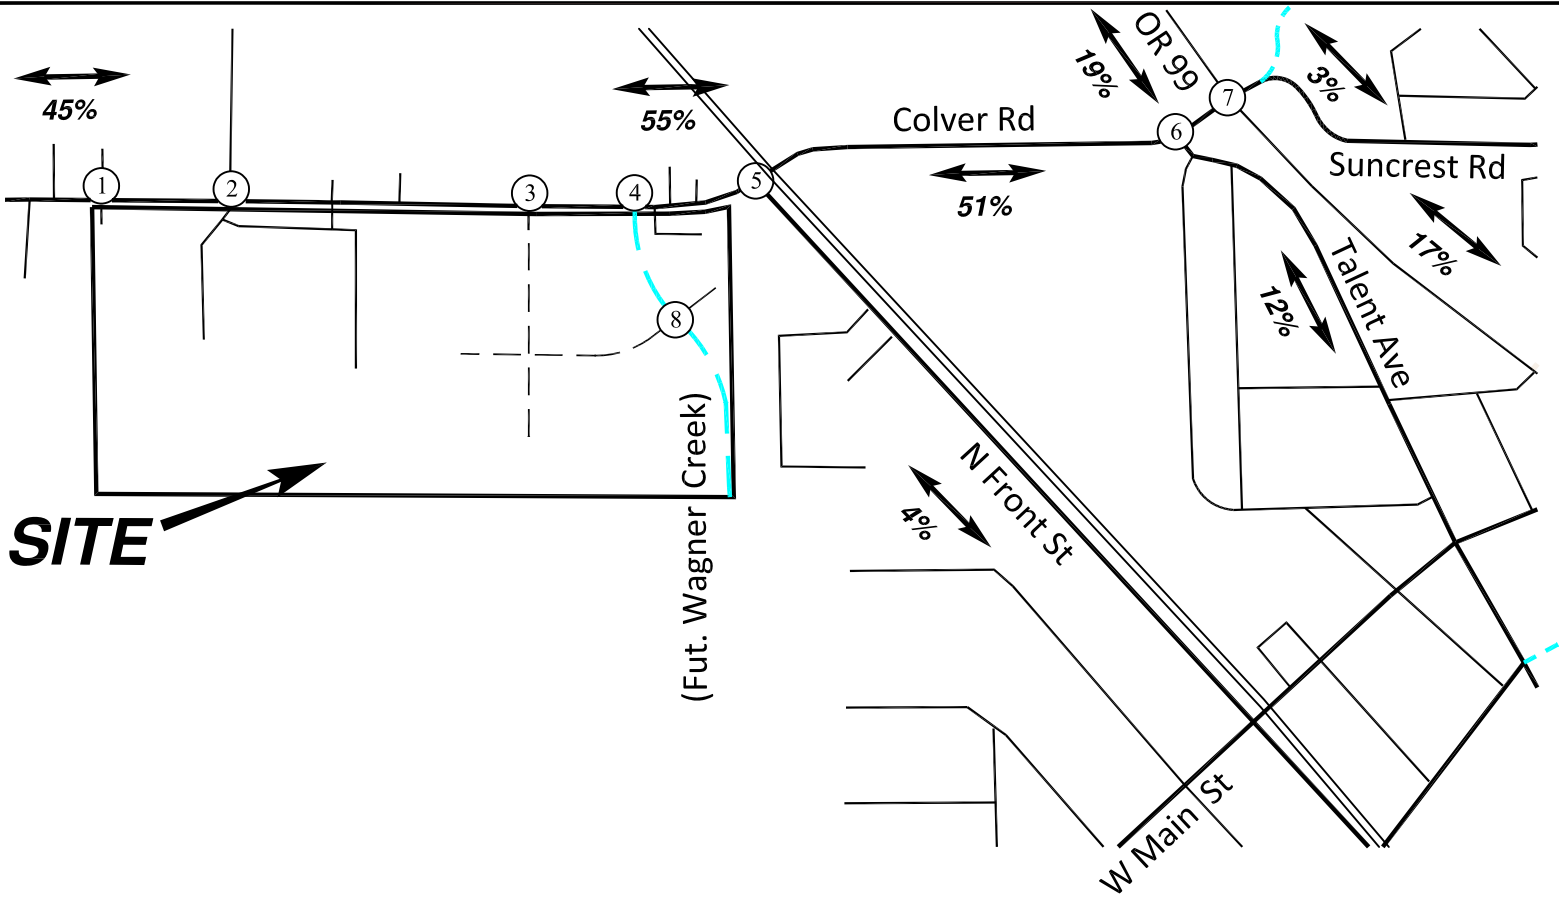 OR 99
19%
3%
45%
55%
7
Colver Rd
6
Suncrest Rd
1
2
3
4
5
51%
17%
Talent Ave
12%
8
N Front St
4%
(Fut. Wagner Creek)
SITE
W Main St